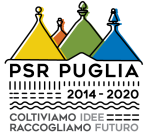 PSR PUGLIA
2014-2020
COLTIVIAMO IDEE
RACCOGLIAMO FUTURO